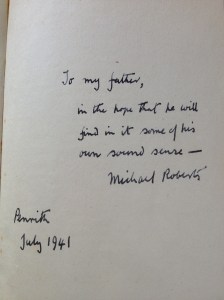 To my father,
in the hope that he will
find in it some of his
own sound sense —
Michael Roberts
Penrith
July 1941